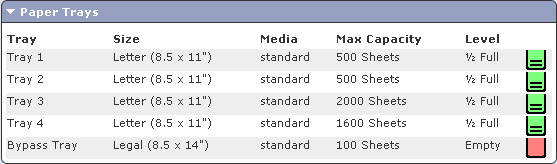 Paper Trays
Tray Size Media Max Capacity Level
Tray 1 Letter (8.5 x 11") standard 500 Sheets ½ Full
Tray 2 Letter (8.5 x 11") standard 500 Sheets ½ Full
Tray 3 Letter (8.5 x 11") standard 2000 Sheets ½ Full
Tray 4 Letter (8.5 x 11") standard 1600 Sheets ½ Full
Bypass Tray Legal (8.5 x 14") standard 100 Sheets Empty